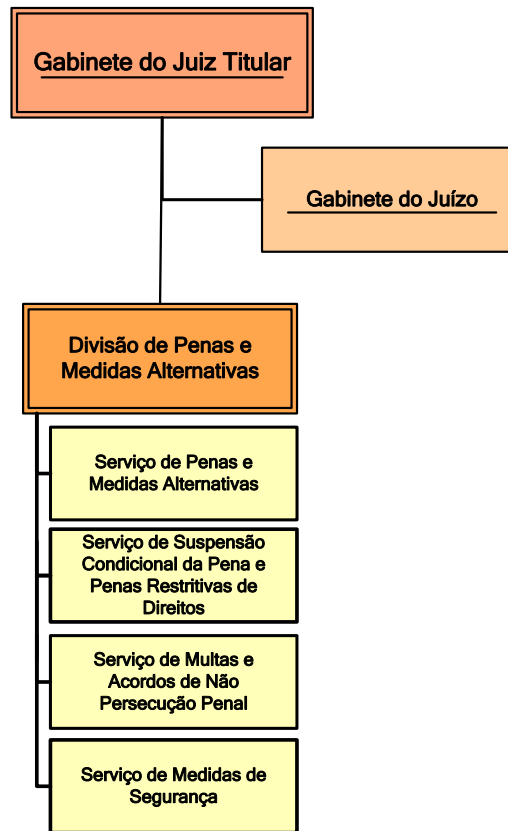 Gabinete do Juiz Titular
Gabinete do Juízo
Divisão de Penas e
Medidas Alternativas
Serviço de Penas e
Medidas Alternativas
Serviço de Suspensão
Condicional da Pena e
Penas Restritivas de
Direitos
Serviço de Multas e
Acordos de Não
Persecução Penal
Serviço de Medidas de
Segurança